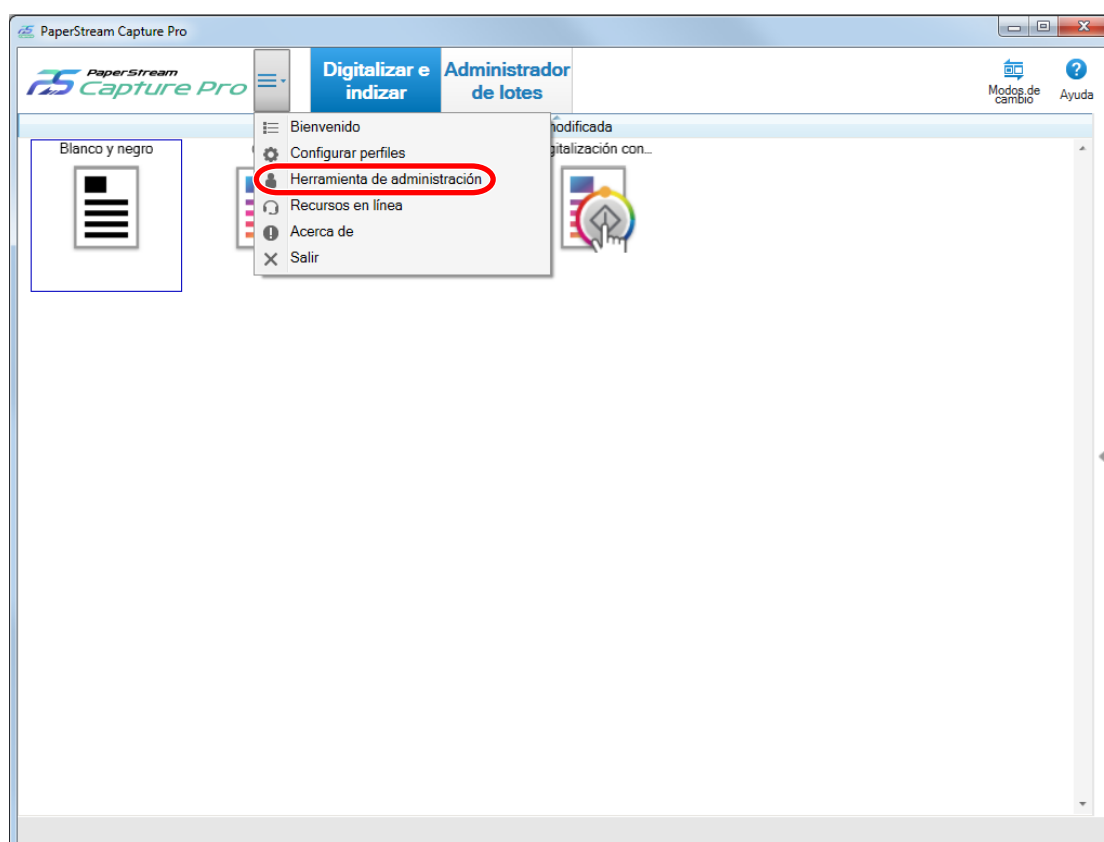 PaperStream Capture Pro
PaperStream
Capture Pro
Digitalizar e
indizar
Administrador
de lotes
Modos de
cambio
Ayuda
Bienvenido
Configurar perfiles
Herramienta de administración
Recursos en línea
Acerca de
Salir
modificada
Blanco y negro
gitalización con...